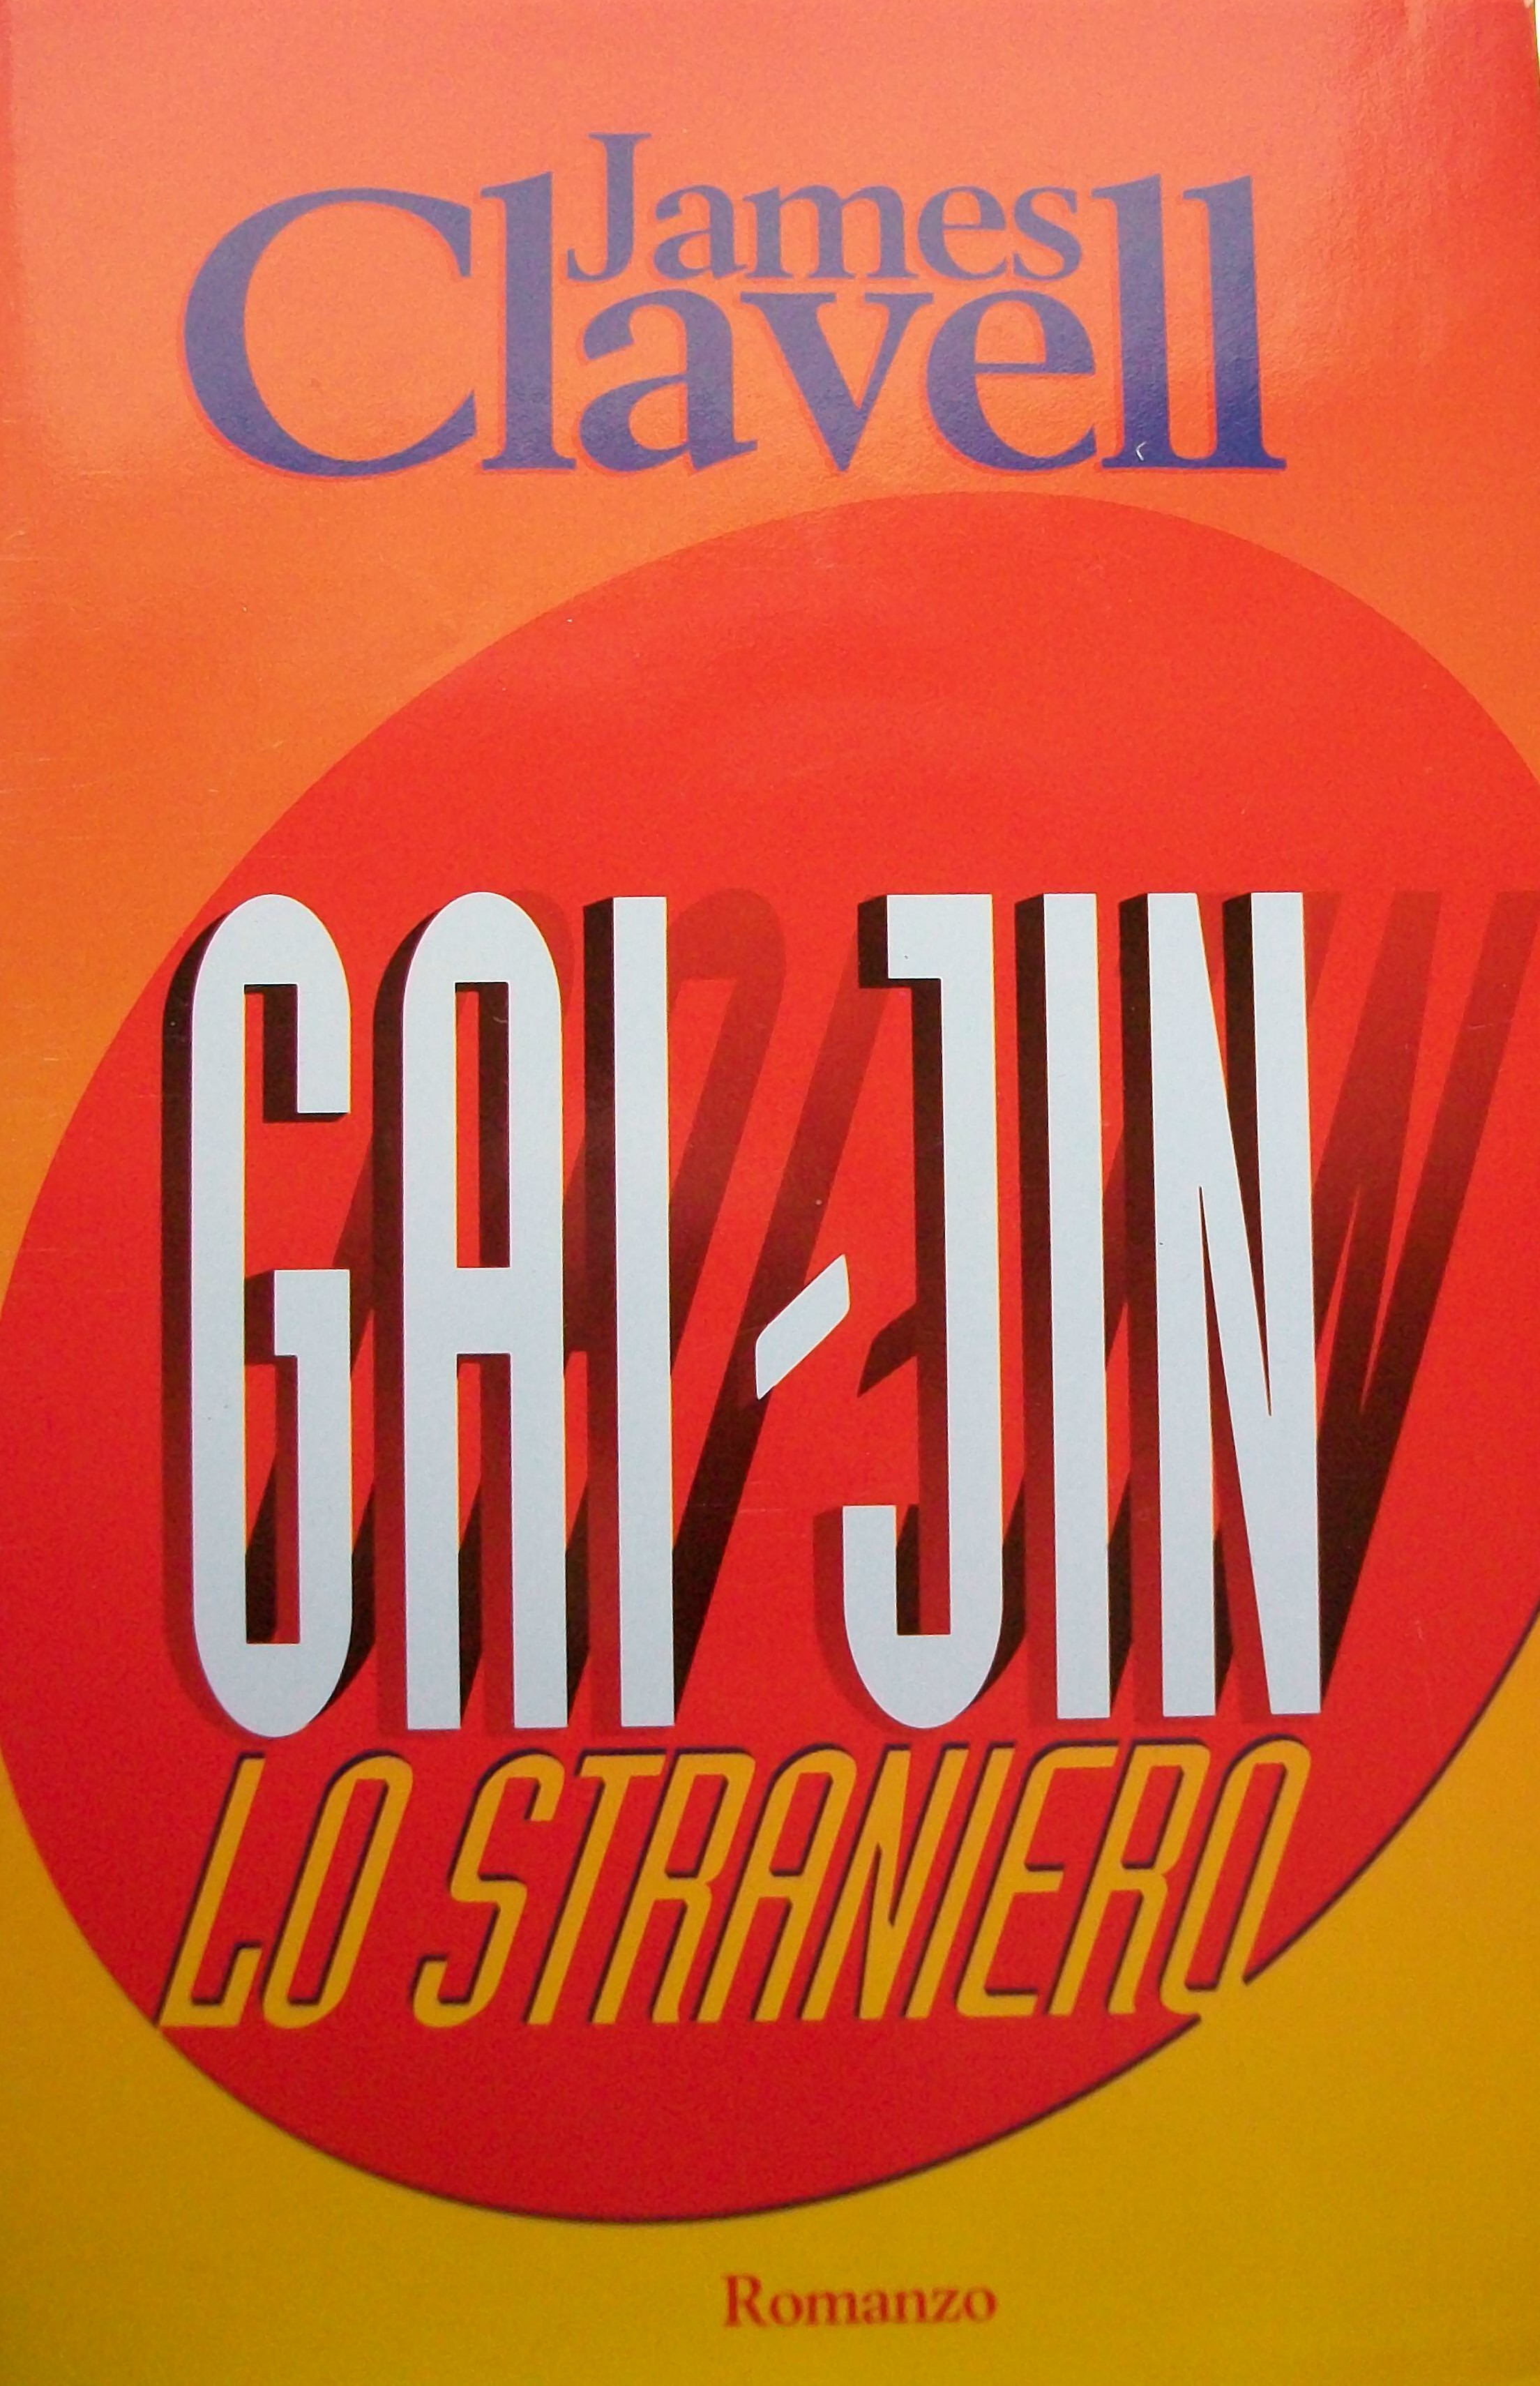 James
Clavell
GAI-JIN
LO STRANIERO
Romanzo